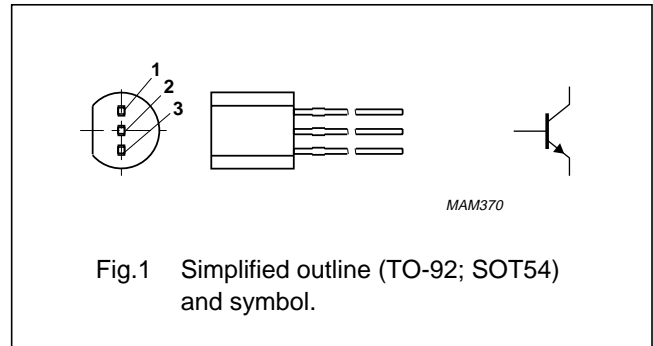 1
2
3
MAM370
Fig.1 Simplified outline (TO-92; SOT54)
and symbol.